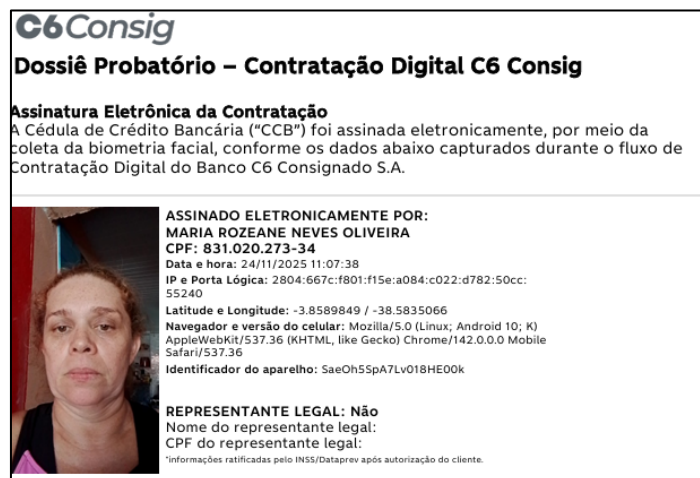 C6 Consig
Dossiê Probatório – Contratação Digital C6 Consig
Assinatura Eletrônica da Contratação
A Cédula de Crédito Bancária (“CCB”) foi assinada eletronicamente, por meio da
coleta da biometria facial, conforme os dados abaixo capturados durante o fluxo de
Contratação Digital do Banco C6 Consignado S.A.
ASSINADO ELETRONICAMENTE POR:
MARIA ROZEANE NEVES OLIVEIRA
CPF: 831.020.273-34
Data e hora: 24/11/2025 11:07:38
IP e Porta Lógica: 2804:667c:f801:f15e:a084:c022:d782:50cc:
55240
Latitude e Longitude: -3.8589849 / -38.5835066
Navegador e versão do celular: Mozilla/5.0 (Linux; Android 10; K)
AppleWebKit/537.36 (KHTML, like Gecko) Chrome/142.0.0.0 Mobile
Safari/537.36
Identificador do aparelho: SaeOh5SpA7Lv018HE00k
REPRESENTANTE LEGAL: Não
Nome do representante legal:
CPF do representante legal:
*informações ratificadas pelo INSS/Dataprev após autorização do cliente.